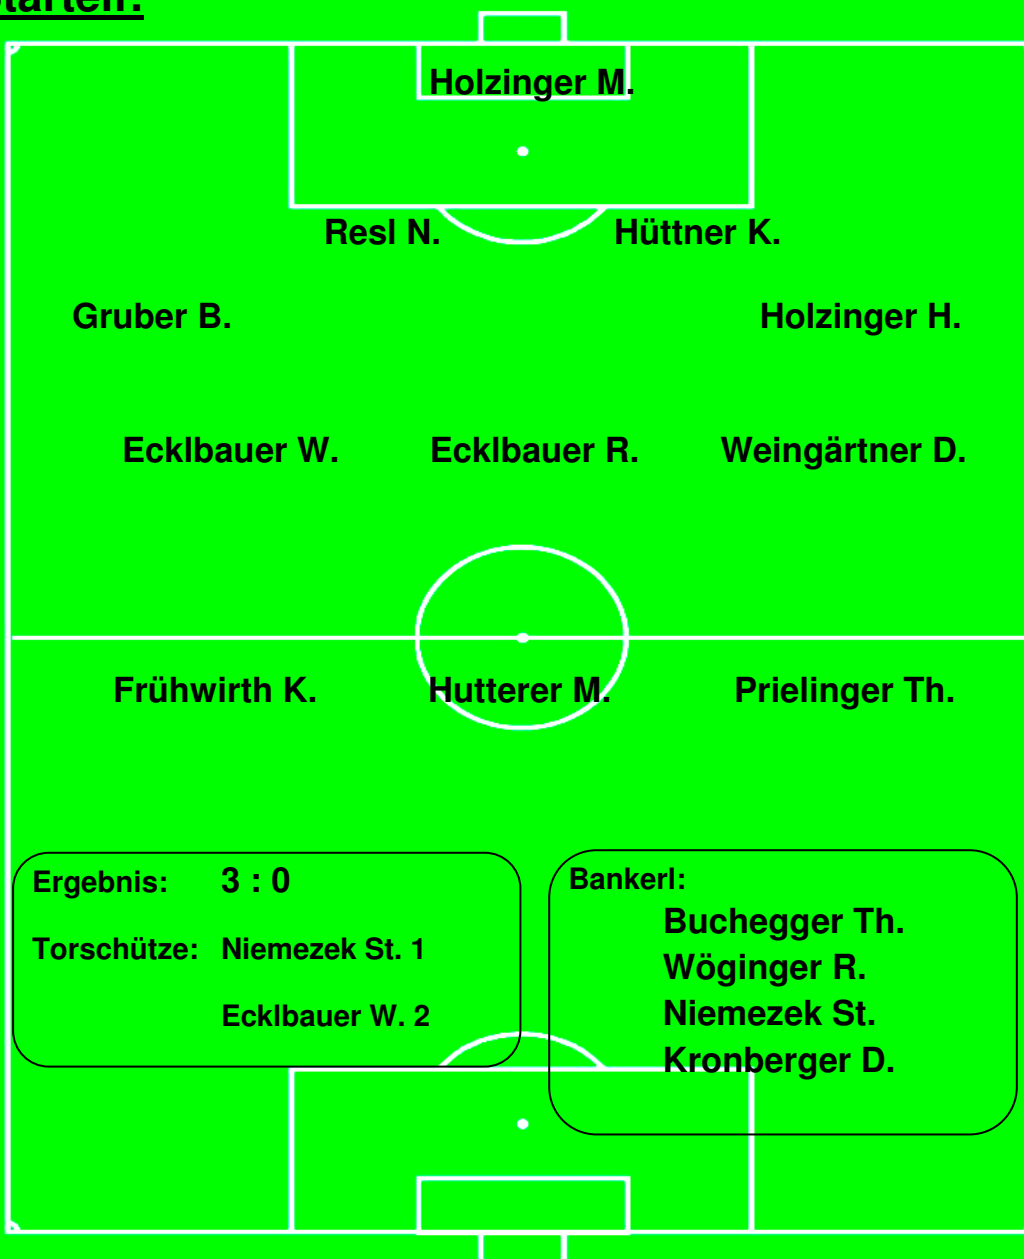 Holzinger M.
Resl N. Hüttner K.
Gruber B. Holzinger H.
Ecklbauer W. Ecklbauer R. Weingärtner D.
Frühwirth K. Hutterer M. Prielinger Th.
Ergebnis: 3 : 0
Torschütze: Niemezek St. 1
Ecklbauer W. 2
Bankerl:
Buchegger Th.
Wöginger R.
Niemezek St.
Kronberger D.